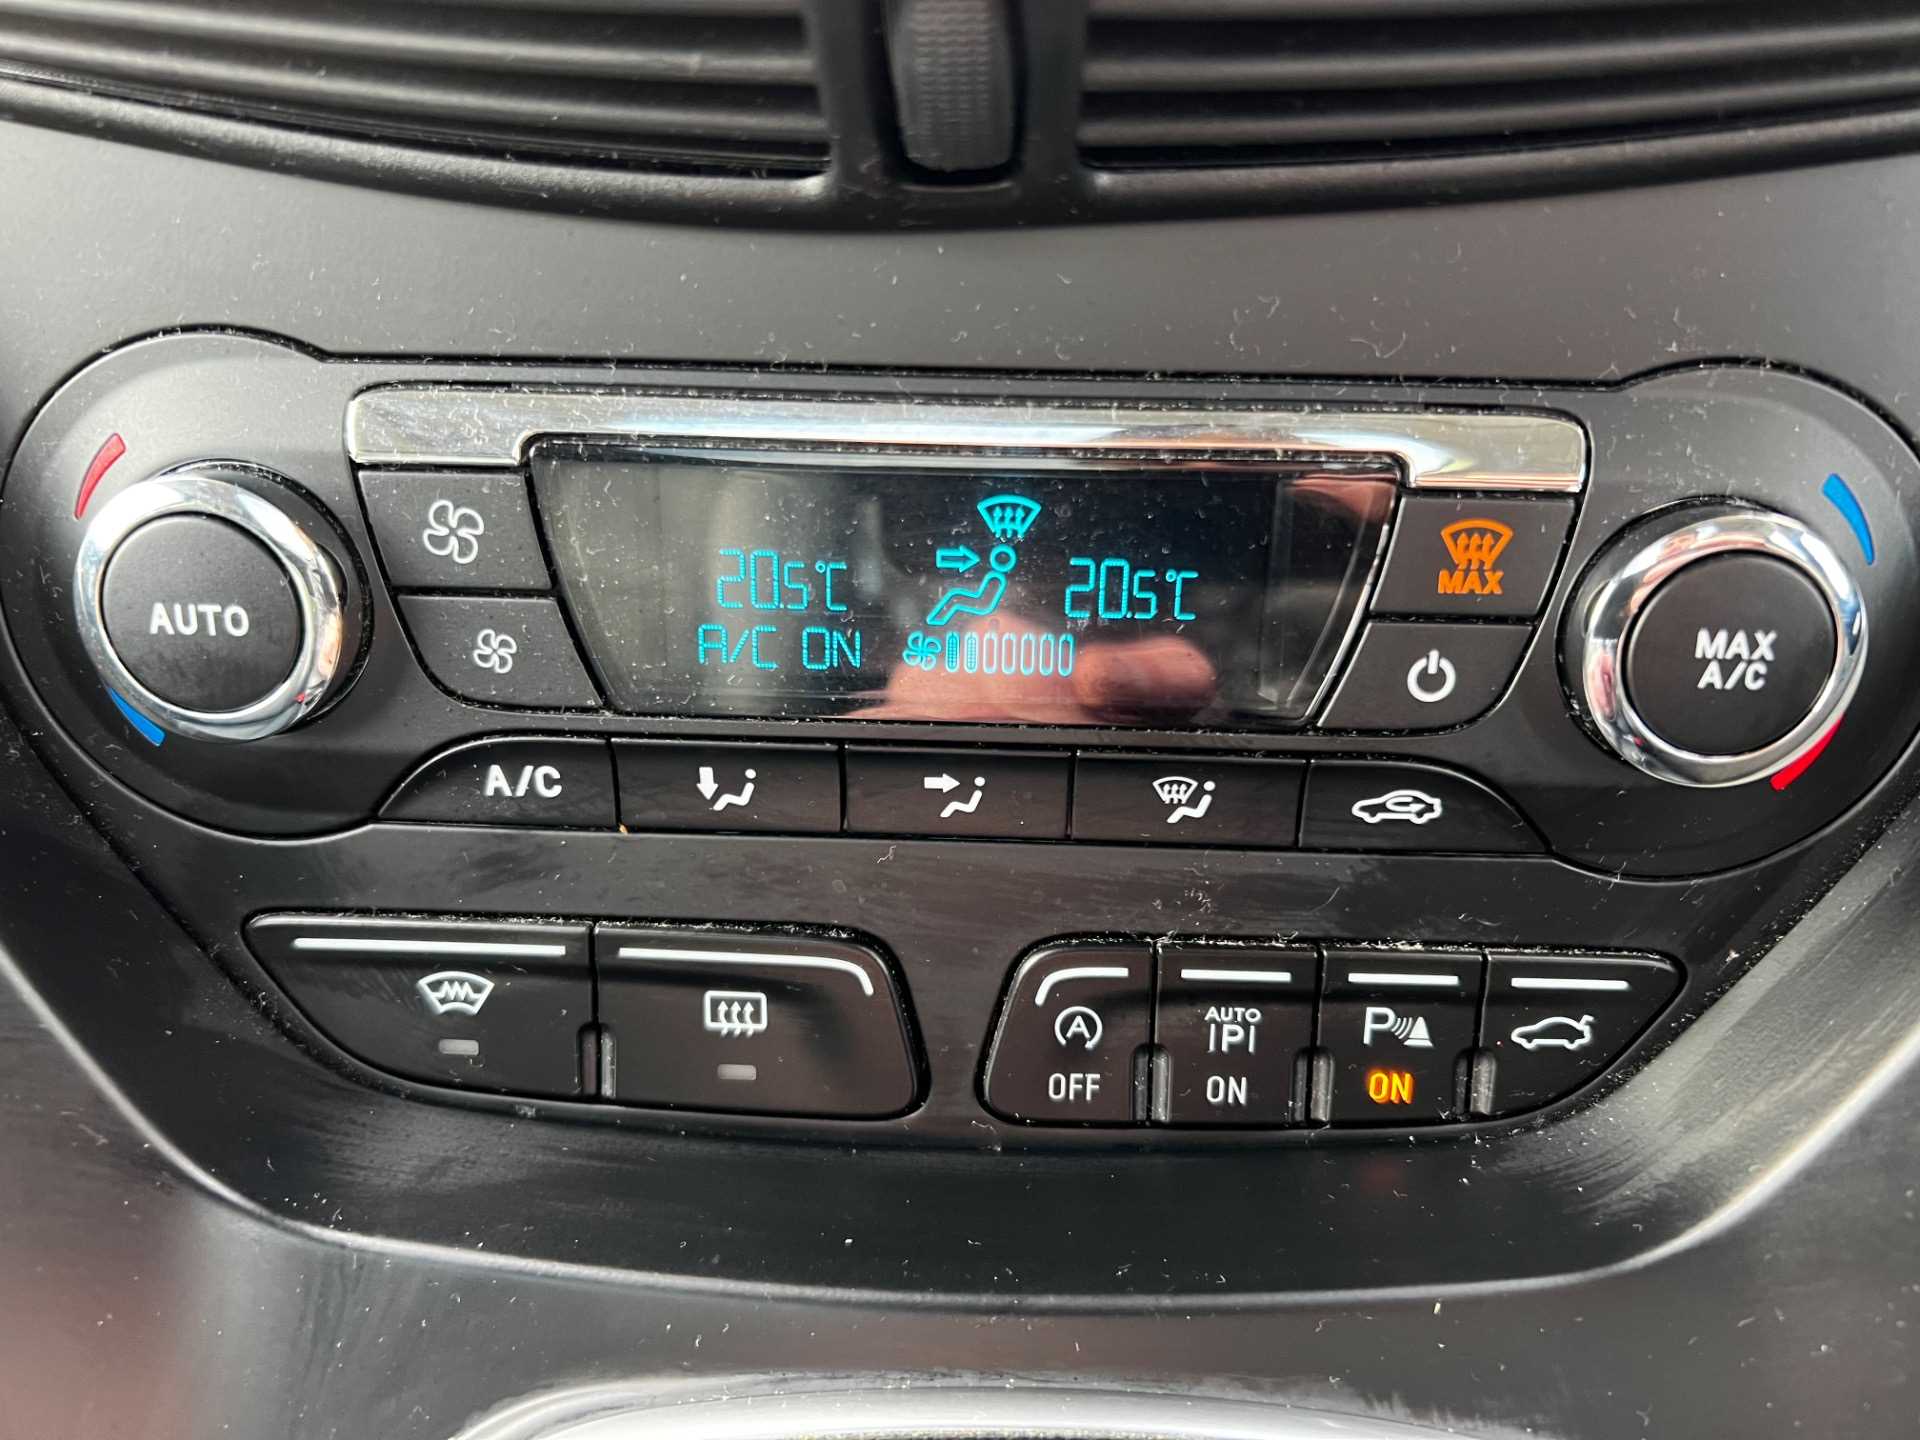 20.5°C 20.5°C
A/C ON
MAX
AUTO
MAX
A/C
A/C
AUTO
P
OFF ON ON
A